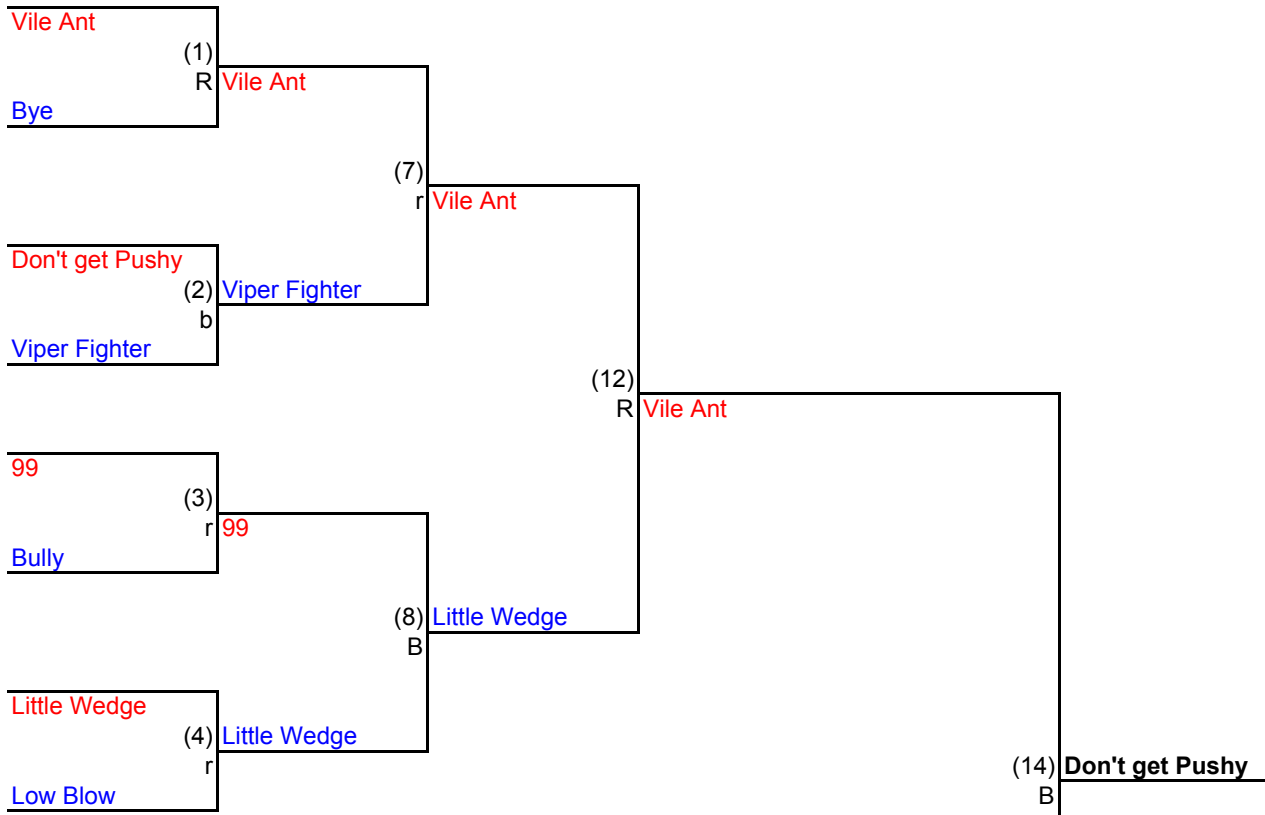 Vile Ant
(1)
R
Vile Ant
Bye
(7)
r
Vile Ant
Don't get Pushy
(2)
b
Viper Fighter
Viper Fighter
(12)
R
Vile Ant
99
(3)
r
99
Bully
(8)
B
Little Wedge
Little Wedge
(4)
r
Little Wedge
Low Blow
(14)
B
Don't get Pushy